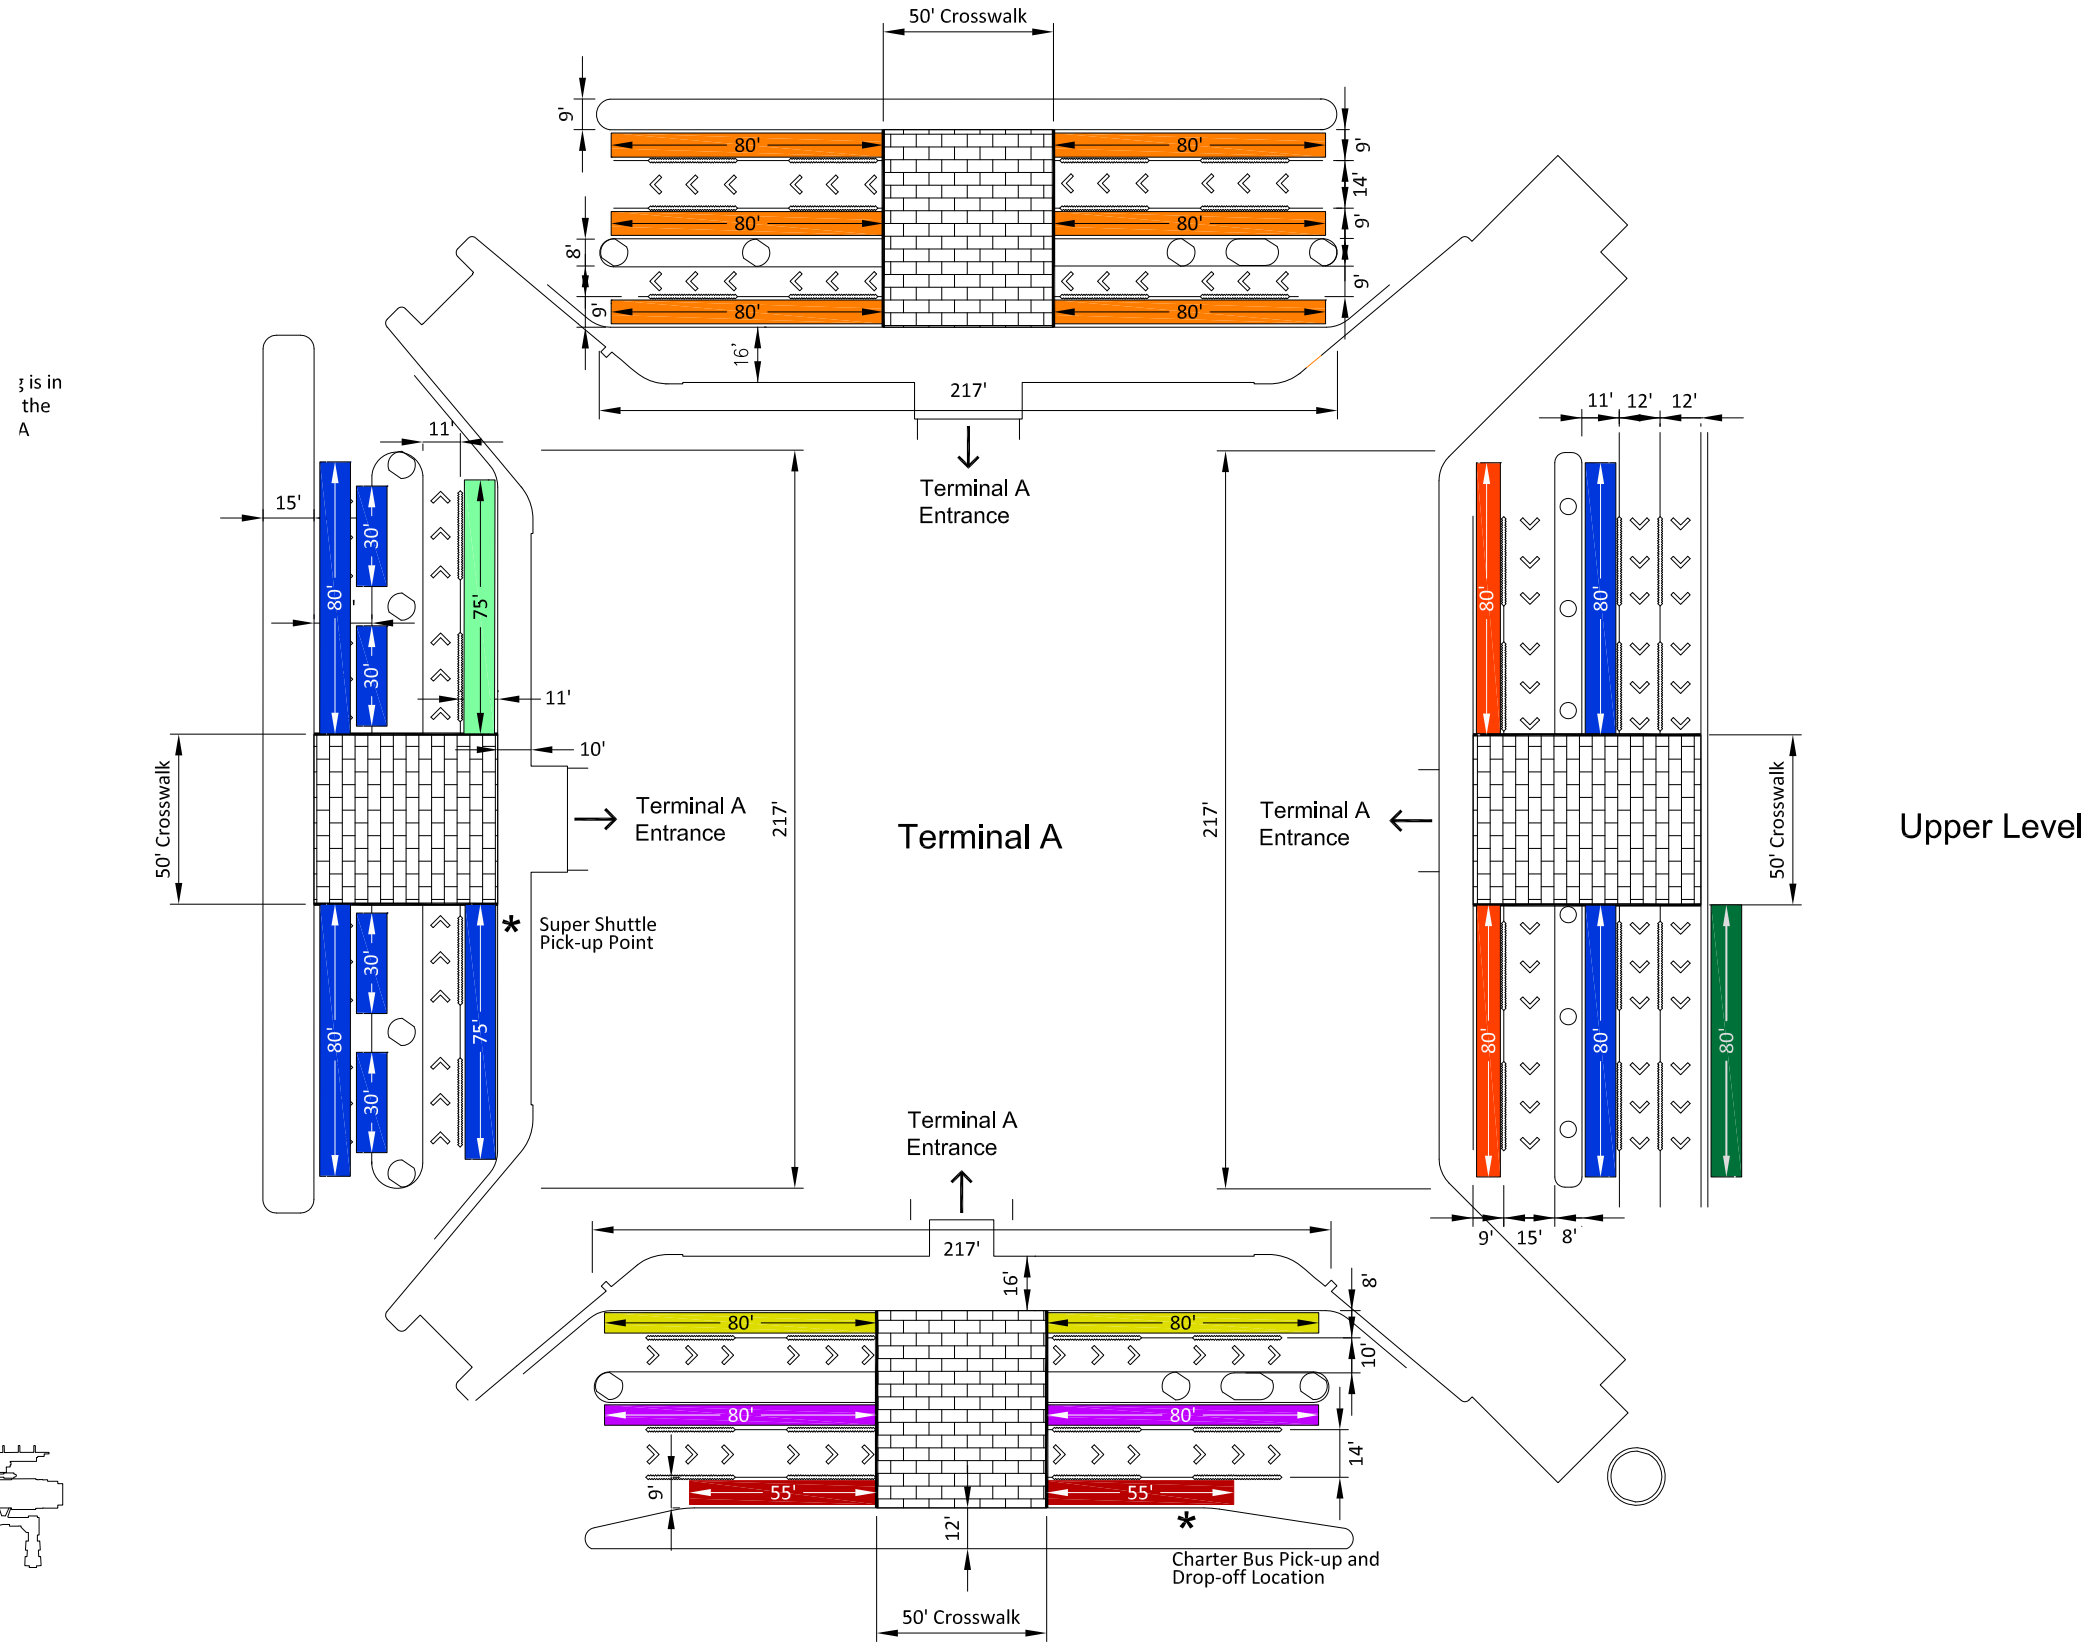 50' Crosswalk
9'
80'
80'
9'
14'
80'
80'
9'
8'
9'
80'
80'
9'
16'
217'
is in
the
A
11'
15'
80'
30'
75'
30'
11'
10'
50' Crosswalk
Terminal A
Entrance
Terminal A
Entrance
217'
Terminal A
217'
Terminal A
Entrance
11'
12'
12'
80'
80'
50' Crosswalk
Upper Level
Super Shuttle
Pick-up Point
80'
30'
75'
30'
80'
80'
80'
9'
15'
8'
Terminal A
Entrance
217'
16'
8'
80'
80'
10'
80'
80'
14'
9'
55'
55'
12'
Charter Bus Pick-up and
Drop-off Location
50' Crosswalk